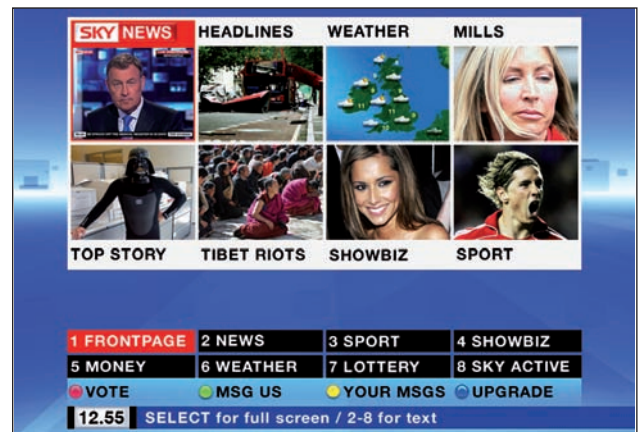 SKY NEWS HEADLINES WEATHER MILLS
TOP STORY TIBET RIOTS SHOWBIZ SPORT
1 FRONTPAGE 2 NEWS 3 SPORT 4 SHOWBIZ
5 MONEY 6 WEATHER 7 LOTTERY 8 SKY ACTIVE
VOTE MSG US YOUR MSGS UPGRADE
12.55 SELECT for full screen / 2-8 for text